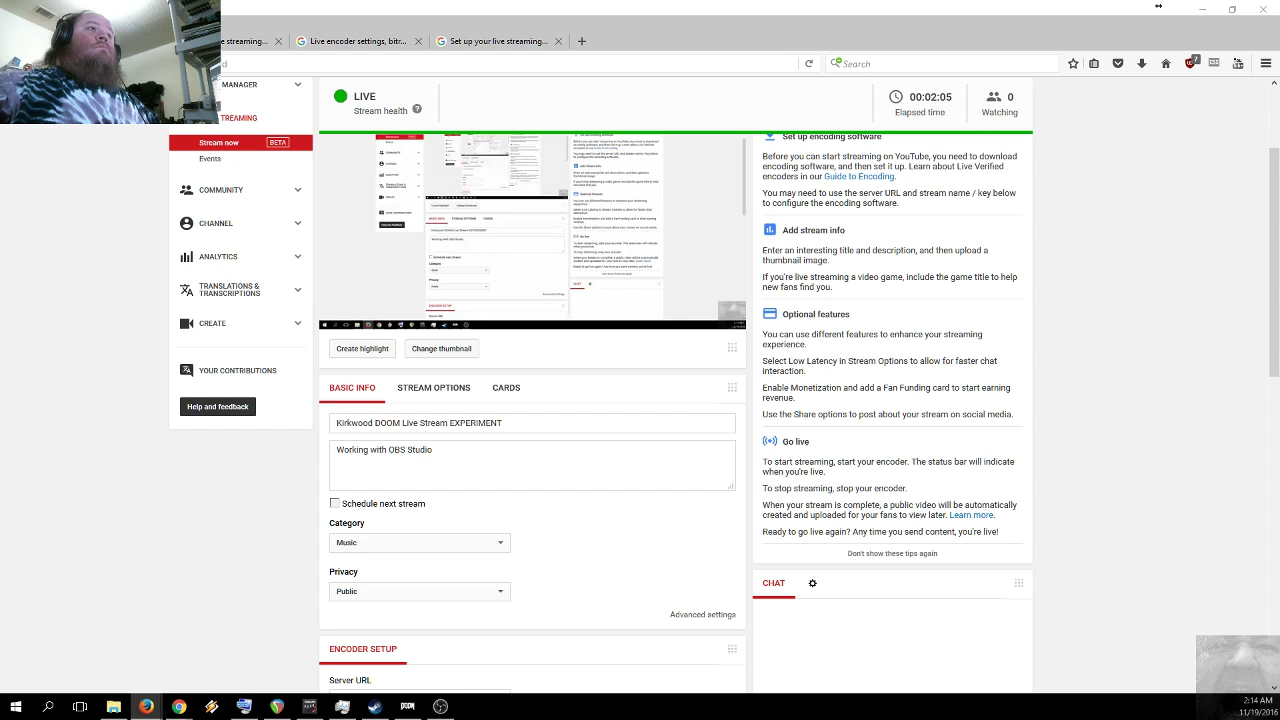 e streaming...
Live encoder settings, bitr...
Set up your live streaming...
d
Search
7
MANAGER
TREAMING
Stream now
BETA
Events
COMMUNITY
CHANNEL
ANALYTICS
TRANSLATIONS &
TRANSCRIPTIONS
CREATE
YOUR CONTRIBUTIONS
Help and feedback
LIVE
Stream health
?
00:02:05
Elapsed time
0
Watching
Create highlight
Change thumbnail
BASIC INFO
STREAM OPTIONS
CARDS
Kirkwood DOOM Live Stream EXPERIMENT
Working with OBS Studio
Schedule next stream
Category
Music
Privacy
Public
Advanced settings
ENCODER SETUP
Server URL
Set up encoding software
Before you can start streaming on YouTube, you need to download
encoding software, and then set it up. Learn about Live Verified
encoders in our Guide to Encoding.
You may need to use the server URL and stream name / key
to configure the encoding software.
Add stream info
Enter an interesting title and description, and then upload a
thumbnail image.
If you're live streaming a video game, include the game title to help
new fans find you.
Optional features
You can use different features to enhance your streaming
experience.
Select Low Latency in Stream Options to allow for faster chat
interaction.
Enable Monetization and add a Fan Funding card to start earning
revenue.
Use the Share options to post about your stream on social media.
Go live
To start streaming, start your encoder. The status bar will indicate
when you're live.
To stop streaming, stop your encoder.
When your stream is complete, a public video will be automatically
created and uploaded for your fans to view later. Learn more.
Ready to go live again? Any time you send content, you're live!
Don't show these tips again
CHAT
2:14 AM
11/19/2016